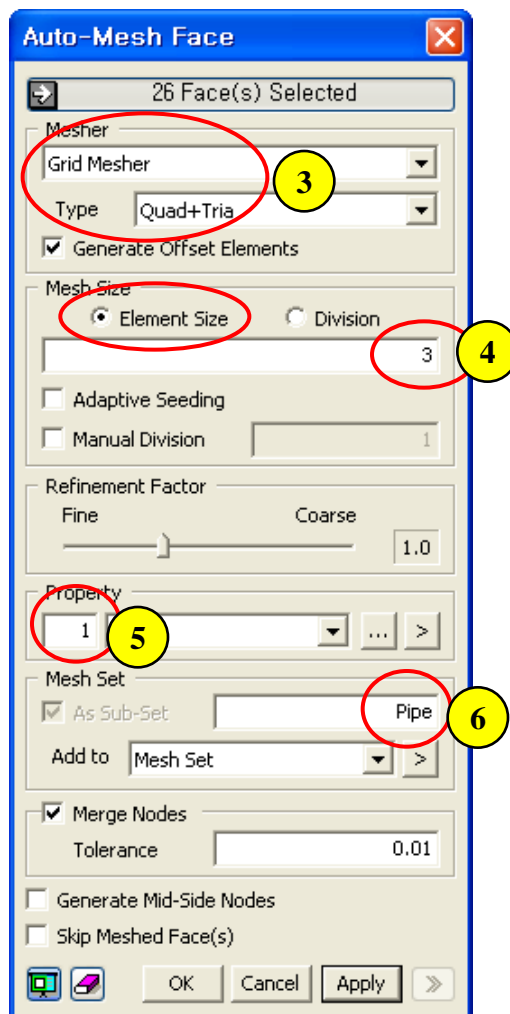 Auto-Mesh Face
26 Face(s) Selected
Mesher
Grid Mesher
3
Type Quad+Tria
Generate Offset Elements
Mesh Size
Element Size Division
3
4
Adaptive Seeding
Manual Division 1
Refinement Factor
Fine Coarse
1.0
Property
1 ... >
5
Mesh Set
As Sub-Set Pipe
6
Add to Mesh Set >
Merge Nodes
Tolerance 0.01
Generate Mid-Side Nodes
Skip Meshed Face(s)
OK Cancel Apply >>